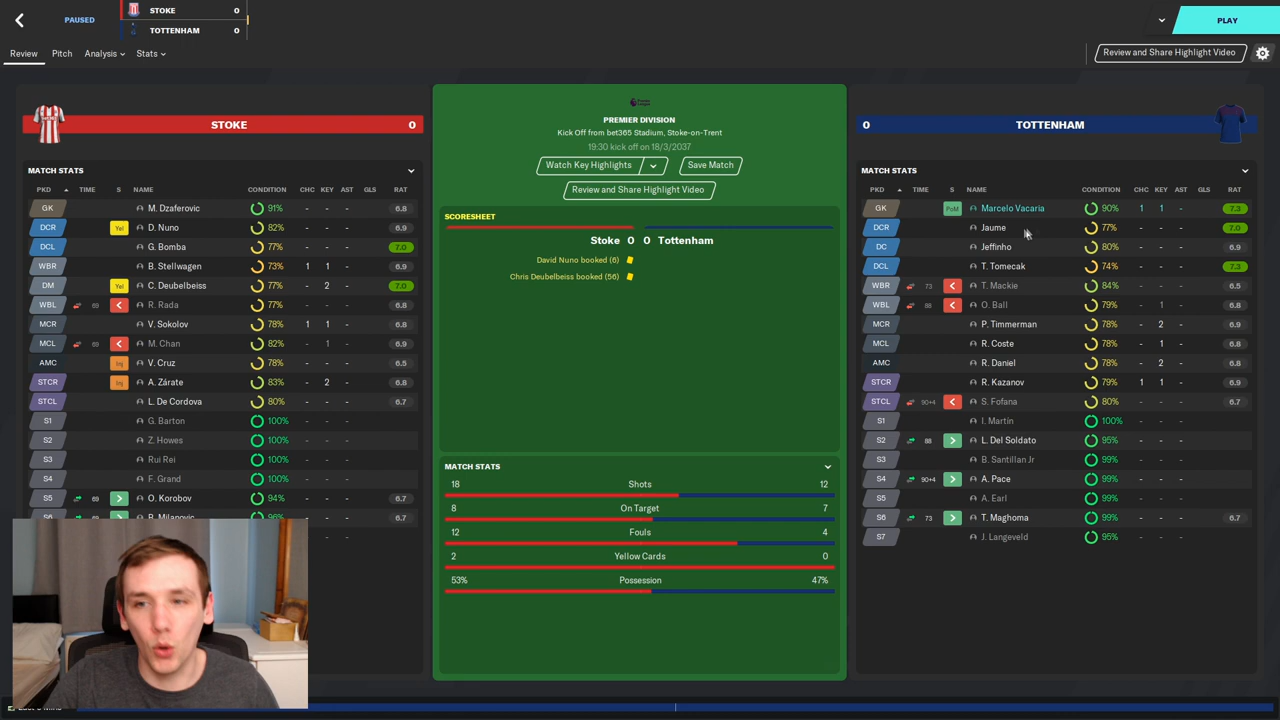 PAUSED
STOKE 0
TOTTENHAM 0
PLAY
Review Pitch Analysis Stats
Review and Share Highlight Video
STOKE 0
MATCH STATS
PKD TIME S NAME CONDITION CHC KEY AST GLS RAT
GK M. Dzaferovic 91% - - - 6.8
DCR Yel D. Nuno 82% - - - 6.9
DCL G. Bomba 77% - - - 7.0
WBR B. Stellwagen 73% 1 1 - 6.9
DM Yel C. Deubelbeiss 77% - 2 - 7.0
WBL 69 R. Rada 77% - - - 6.8
MCR V. Sokolov 78% 1 1 - 6.8
MCL 69 M. Chan 82% - 1 - 6.9
AMC Inj V. Cruz 78% - - - 6.5
STCR Inj A. Zárate 83% - 2 - 6.8
STCL L. De Cordova 80% - - - 6.7
S1 G. Barton 100% - - -
S2 Z. Howes 100% - - -
S3 Rui Rei 100% - - -
S4 F. Grand 100% - - -
S5 69 O. Korobov 94% - - - 6.7
S6 69 B. Milanovic 96% - - - 6.7
- - -
PREMIER DIVISION
Kick Off from bet365 Stadium, Stoke-on-Trent
19:30 kick off on 18/3/2037
Watch Key Highlights Save Match
Review and Share Highlight Video
SCORESHEET
Stoke 0 0 Tottenham
David Nuno booked (6)
Chris Deubelbeiss booked (56)
MATCH STATS
18 Shots 12
8 On Target 7
12 Fouls 4
2 Yellow Cards 0
53% Possession 47%
0 TOTTENHAM
MATCH STATS
PKD TIME S NAME CONDITION CHC KEY AST GLS RAT
GK PoM Marcelo Vacaria 90% 1 1 - 7.3
DCR Jaume 77% - - - 7.0
DC Jeffinho 80% - - - 6.9
DCL T. Tomecak 74% - - - 7.3
WBR 73 T. Mackie 84% - - - 6.5
WBL 88 O. Ball 79% - 1 - 6.8
MCR P. Timmerman 78% - 2 - 6.9
MCL R. Coste 78% - 1 - 6.8
AMC R. Daniel 78% - 2 - 6.8
STCR R. Kazanov 79% 1 1 - 6.9
STCL 90+4 S. Fofana 80% - - - 6.7
S1 I. Martín 100% - - -
S2 88 L. Del Soldato 95% - - -
S3 B. Santillan Jr 99% - - -
S4 90+4 A. Pace 99% - - -
S5 A. Earl 99% - - -
S6 73 T. Maghoma 99% - - - 6.7
S7 J. Langeveld 95% - - -